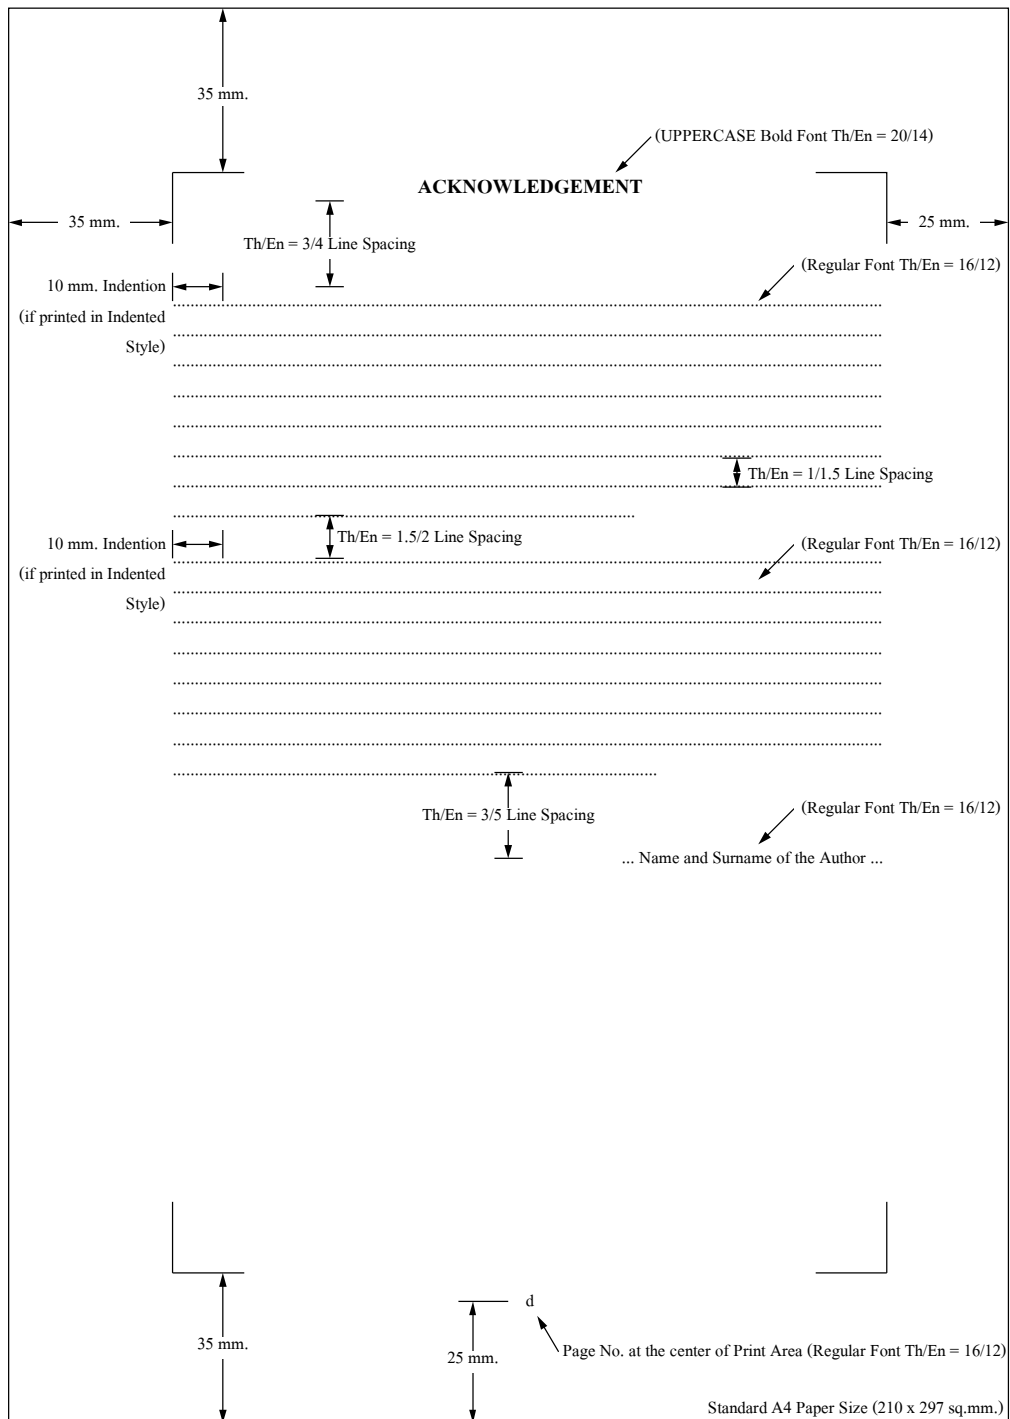 35 mm.
(UPPERCASE Bold Font Th/En = 20/14)
ACKNOWLEDGEMENT
35 mm.
25 mm.
Th/En = 3/4 Line Spacing
(Regular Font Th/En = 16/12)
10 mm. Indention
(if printed in Indented
Style)
Th/En = 1/1.5 Line Spacing
Th/En = 1.5/2 Line Spacing
10 mm. Indention
(if printed in Indented
Style)
(Regular Font Th/En = 16/12)
Th/En = 3/5 Line Spacing
(Regular Font Th/En = 16/12)
... Name and Surname of the Author ...
d
35 mm.
25 mm.
Page No. at the center of Print Area (Regular Font Th/En = 16/12)
Standard A4 Paper Size (210 x 297 sq.mm.)